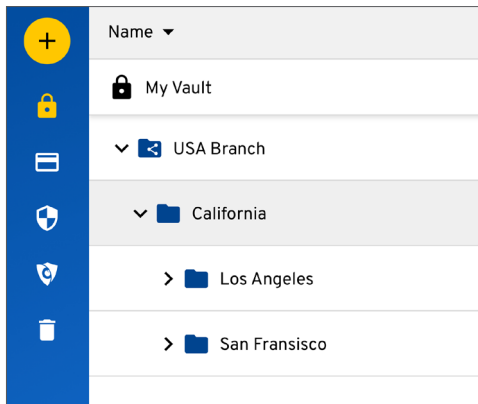 Name
My Vault
USA Branch
California
Los Angeles
San Fransisco